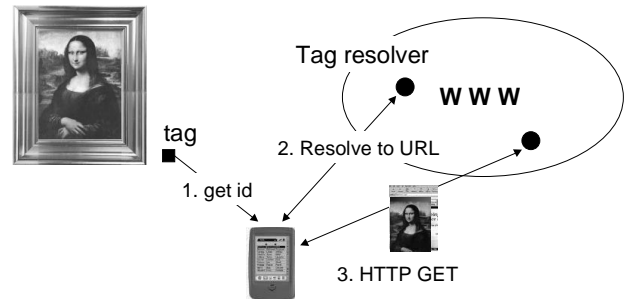 Tag resolver
W W W
tag
2. Resolve to URL
1. get id
3. HTTP GET